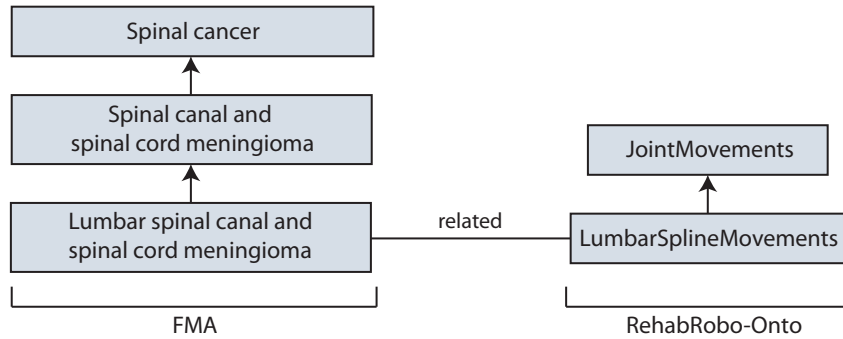 Spinal cancer
Spinal canal and
spinal cord meningioma
JointMovements
Lumbar spinal canal and
spinal cord meningioma
related
LumbarSplineMovements
FMA
RehabRobo-Onto